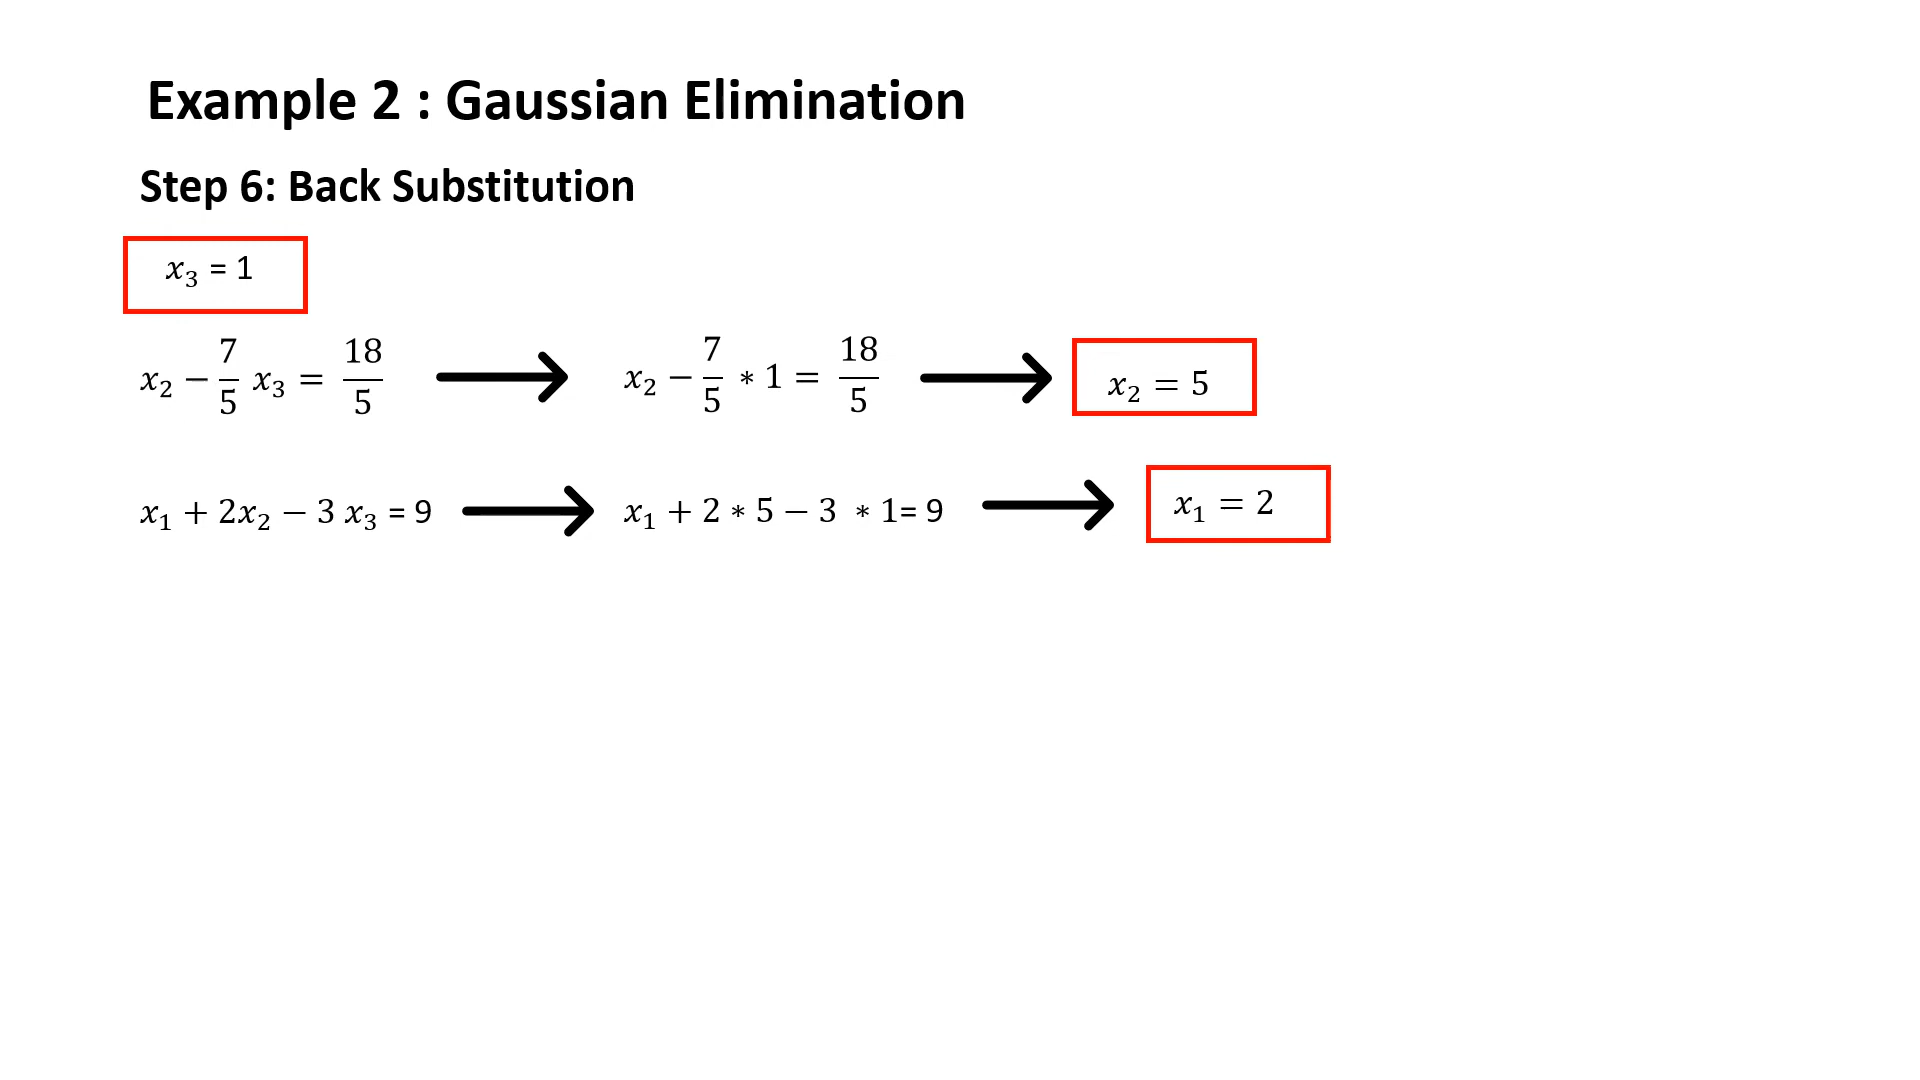 Example 2 : Gaussian Elimination
Step 6: Back Substitution
x₃ = 1
x₂ − 7/5 x₃ = 18/5 → x₂ − 7/5 ∗ 1 = 18/5 → x₂ = 5
x₁ + 2x₂ − 3 x₃ = 9 → x₁ + 2 ∗ 5 − 3 ∗ 1= 9 → x₁ = 2